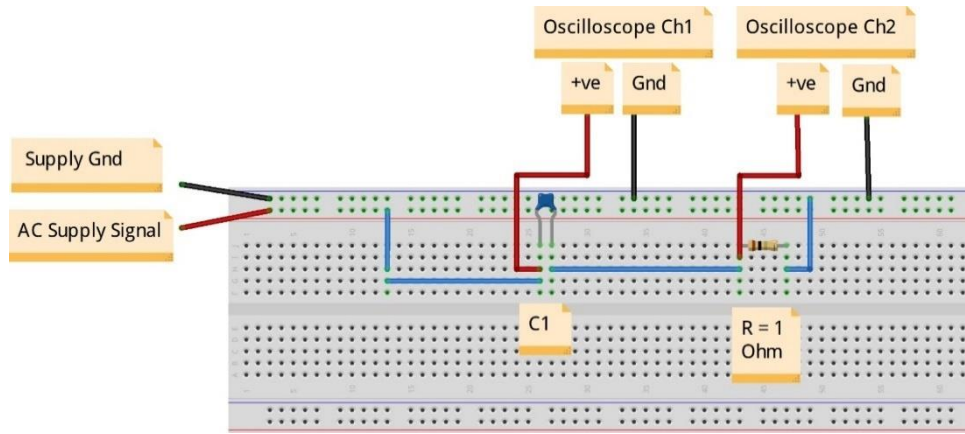 Oscilloscope Ch1
Oscilloscope Ch2
+ve
Gnd
+ve
Gnd
Supply Gnd
AC Supply Signal
C1
R = 1
Ohm